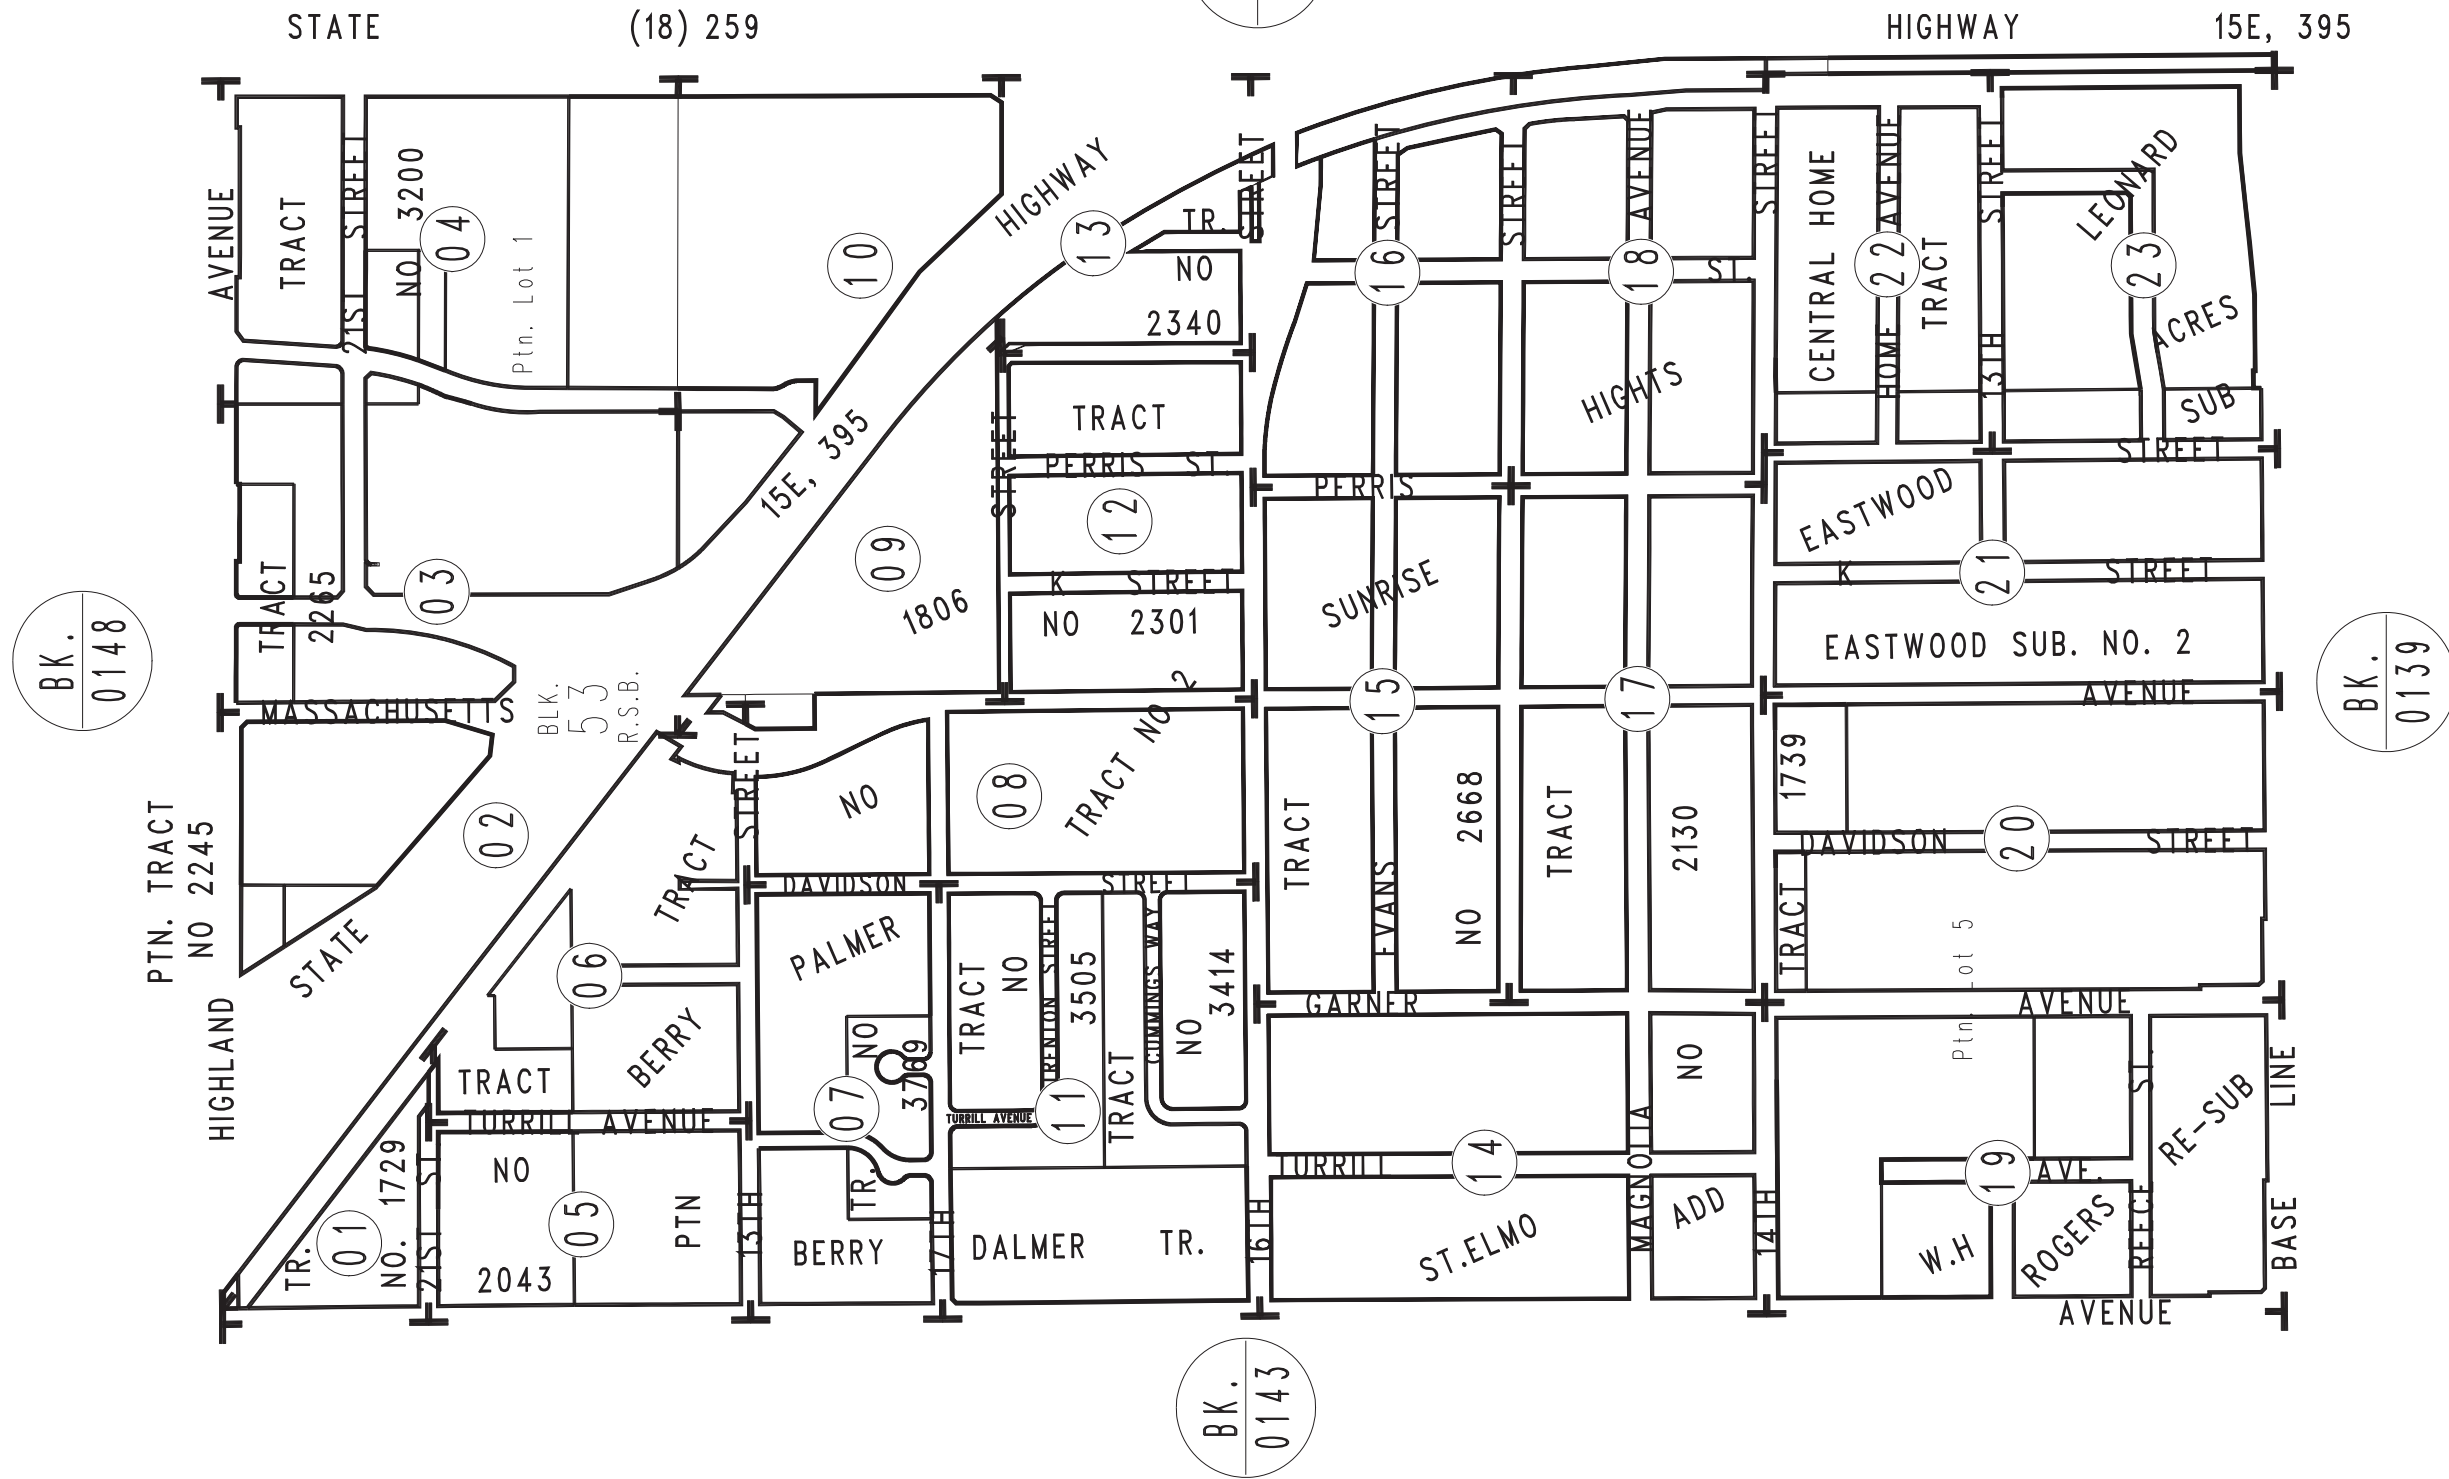 STATE (18) 259 HIGHWAY 15E, 395
AVENUE
TRACT
21ST STREET
NO 3200
04
Ptn. Lot 1
10
HIGHWAY
13
TR.
NO
2340
STREET
STREET
16
STREET
AVENUE
18
ST.
STREET
CENTRAL HOME
TRACT
HOME AVENUE
22
13TH STREET
LEONARD
23
ACRES
SUB
STREET
HIGHTS
15E, 395
STREET
TRACT
PERRIS ST.
12
K STREET
NO 2301
PERRIS
SUNRISE
EASTWOOD
K STREET
21
EASTWOOD SUB. NO. 2
AVENUE
03
09
1806
TRACT
2265
BK.
0148
BK.
0139
MASSACHUSETTS
BLK.
53
R.S.B.
15
17
1739
DAVIDSON STREET
20
TRACT
Ptn. Lot 5
02
STREET
NO
08
TRACT NO 2
TRACT
NO 2668
EVANS
TRACT
2130
NO
PTN. TRACT
NO 2245
STATE
TRACT
DAVIDSON STREET
PALMER
06
TRACT
NO
TRENTON STREET
3505
TRACT
CUMMINGS WAY
NO
3414
GARNER AVENUE
HIGHLAND
BERRY
TRACT
NO
3769
07
TURRILL AVENUE
11
TURRILL AVENUE
TURRILL
14
MAGNOLIA
ADD
ST.ELMO
19
AVE.
REECE ST.
RE-SUB
W.H
ROGERS
BASE LINE
AVENUE
TR.
NO. 1729
01
21ST ST
NO
2043
05
PTN
TR.
BERRY
17TH
DALMER TR.
16TH
14TH
BK.
0143